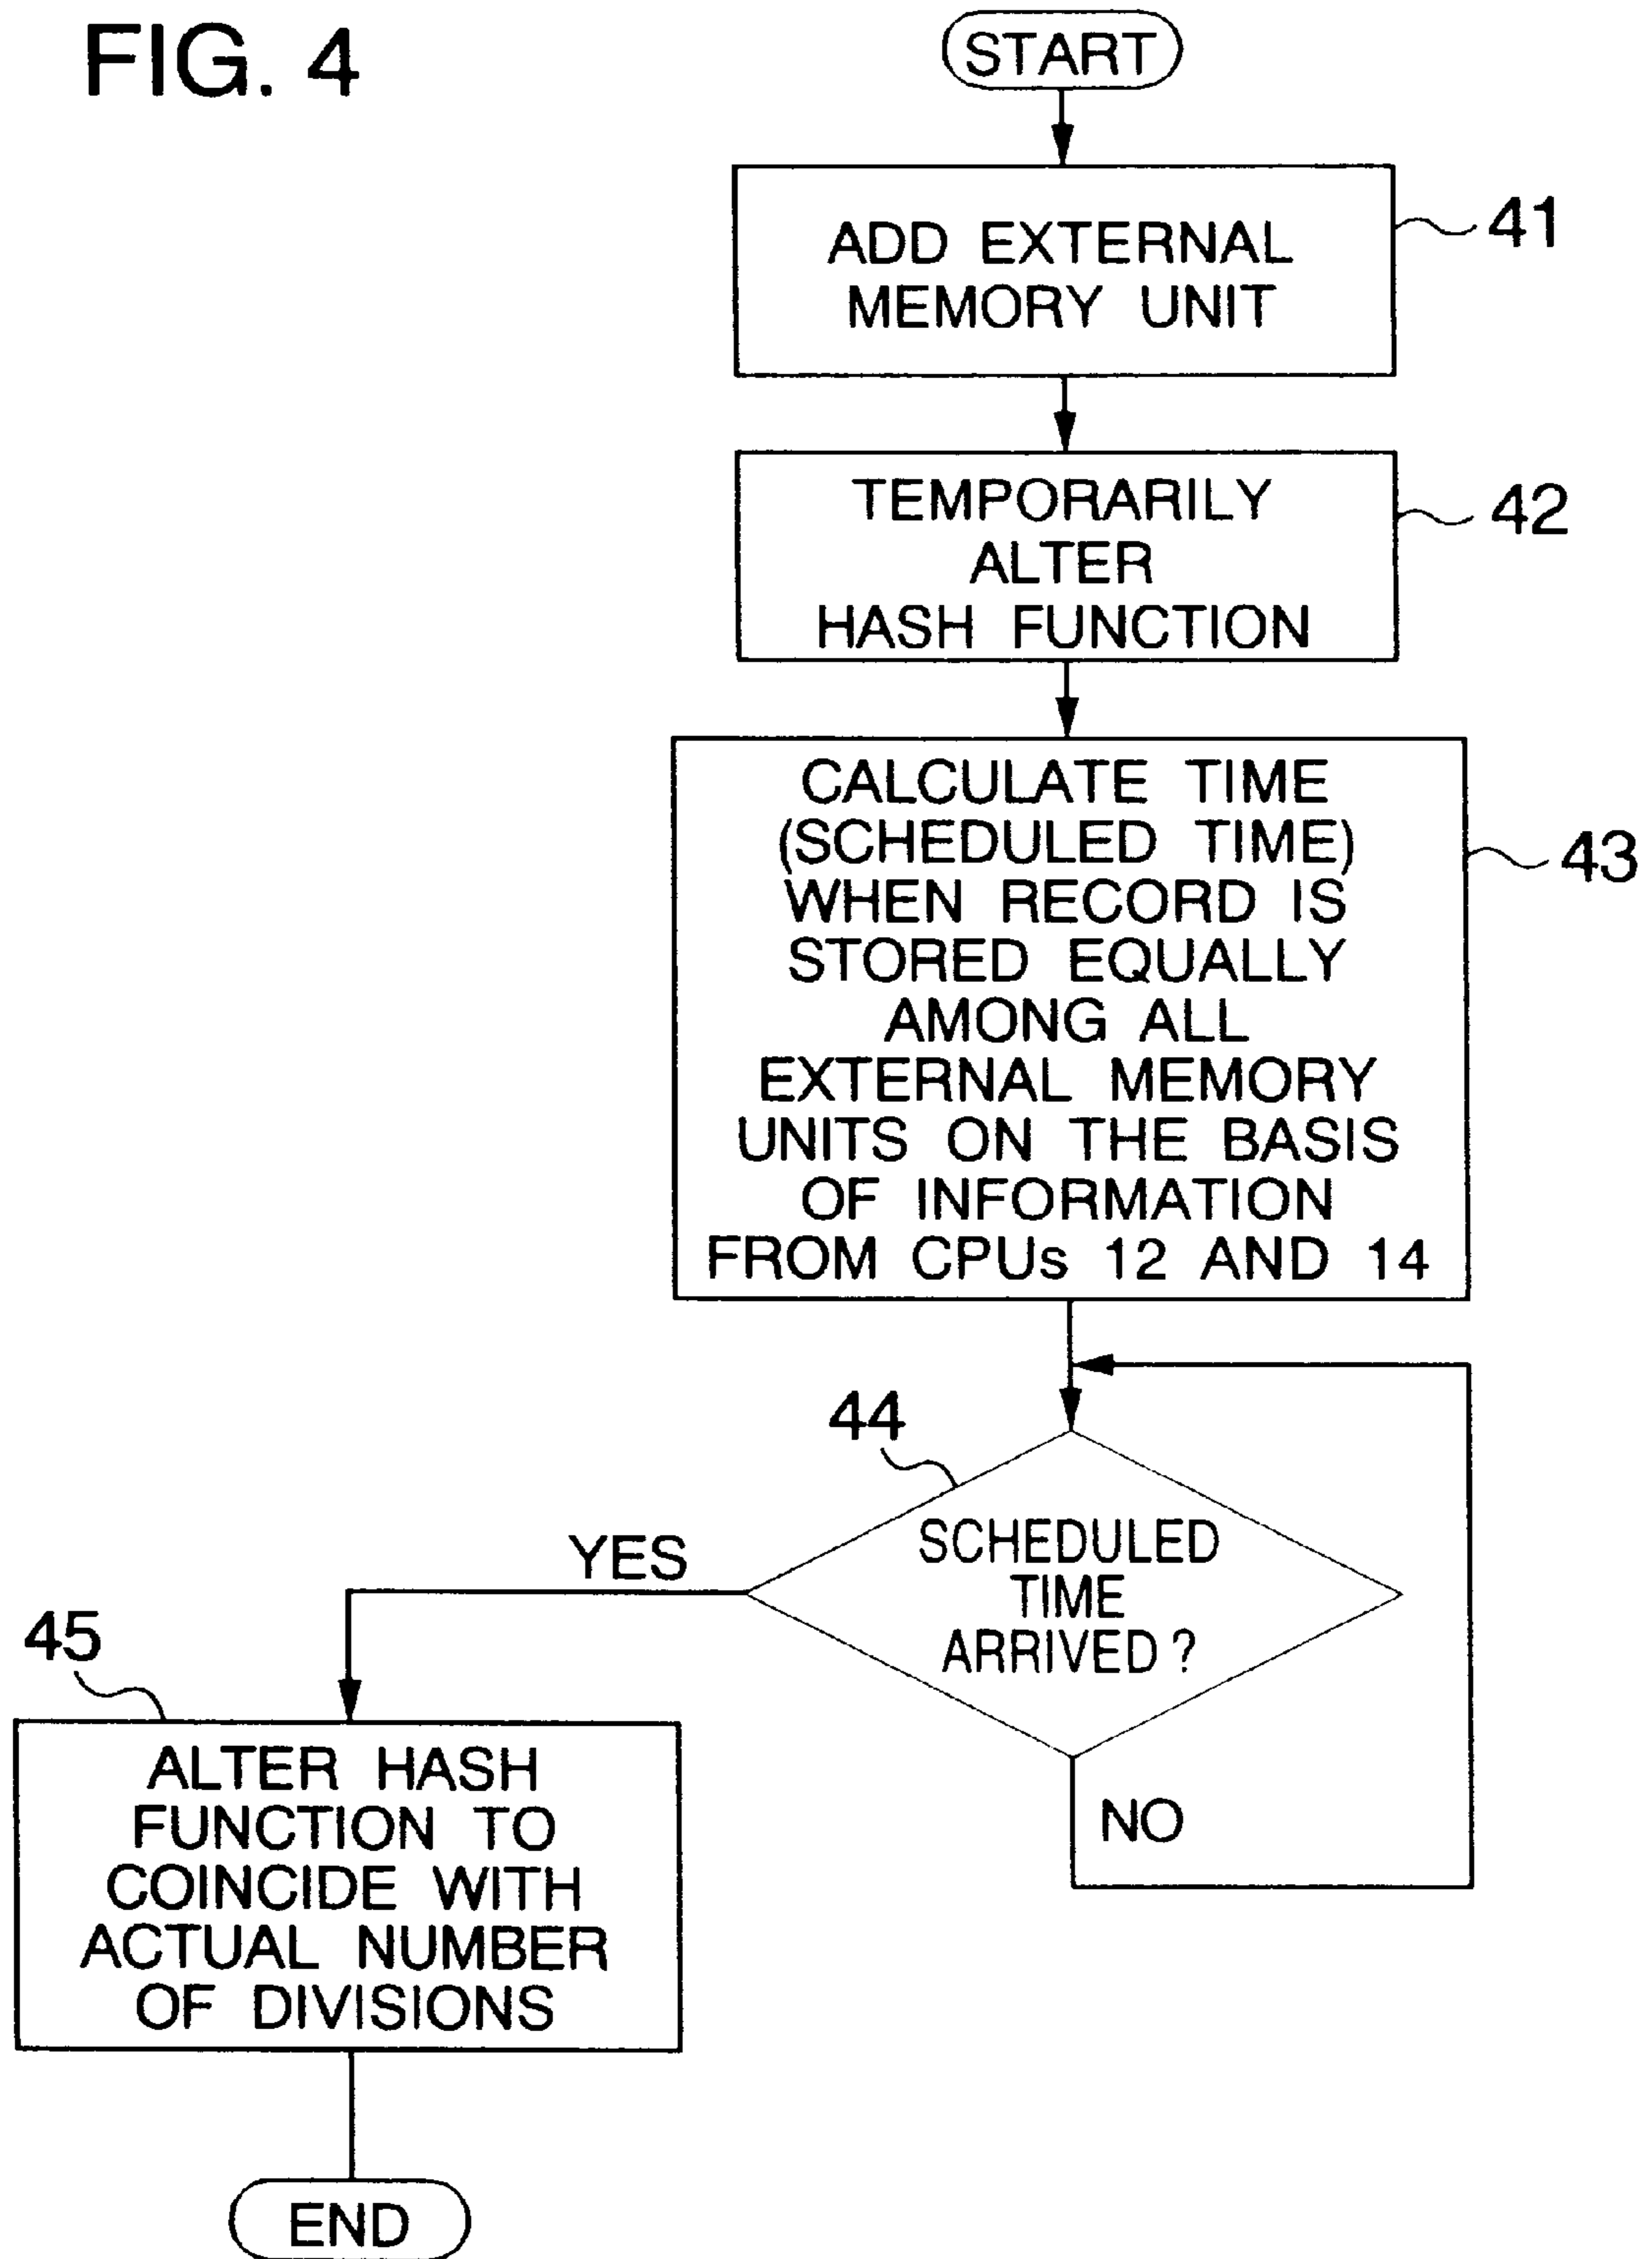 FIG. 4
START
ADD EXTERNAL
MEMORY UNIT
41
TEMPORARILY
ALTER
HASH FUNCTION
42
CALCULATE TIME
(SCHEDULED TIME)
WHEN RECORD IS
STORED EQUALLY
AMONG ALL
EXTERNAL MEMORY
UNITS ON THE BASIS
OF INFORMATION
FROM CPUs 12 AND 14
43
44
SCHEDULED
TIME
ARRIVED?
YES
NO
45
ALTER HASH
FUNCTION TO
COINCIDE WITH
ACTUAL NUMBER
OF DIVISIONS
END